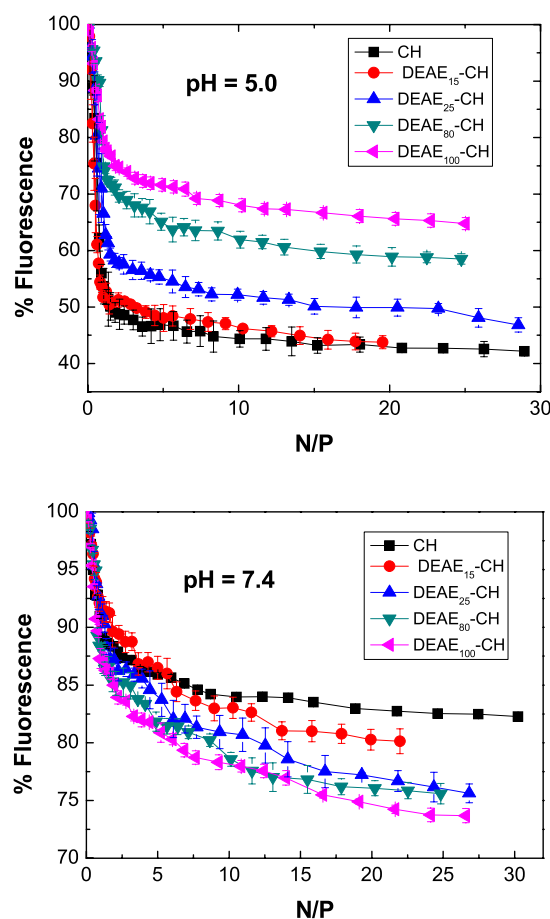 100
90
80
70
60
50
40
% Fluorescence
pH = 5.0
CH
DEAE₁₅-CH
DEAE₂₅-CH
DEAE₈₀-CH
DEAE₁₀₀-CH
0 10 20 30
N/P
100
95
90
85
80
75
70
% Fluorescence
pH = 7.4
CH
DEAE₁₅-CH
DEAE₂₅-CH
DEAE₈₀-CH
DEAE₁₀₀-CH
0 5 10 15 20 25 30
N/P